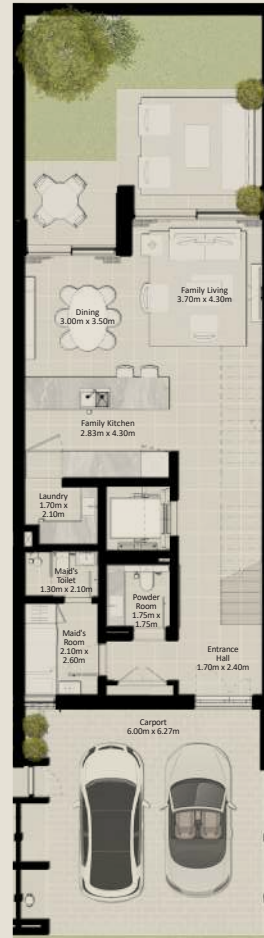 Family Living
3.70m x 4.30m
Dining
3.00m x 3.50m
Family Kitchen
2.83m x 4.30m
Laundry
1.70m x
2.10m
Maid's
Toilet
1.30m x 2.10m
Powder
Room
1.75m x
1.75m
Maid's
Room
2.10m x
2.60m
Entrance
Hall
1.70m x 2.40m
Carport
6.00m x 6.27m